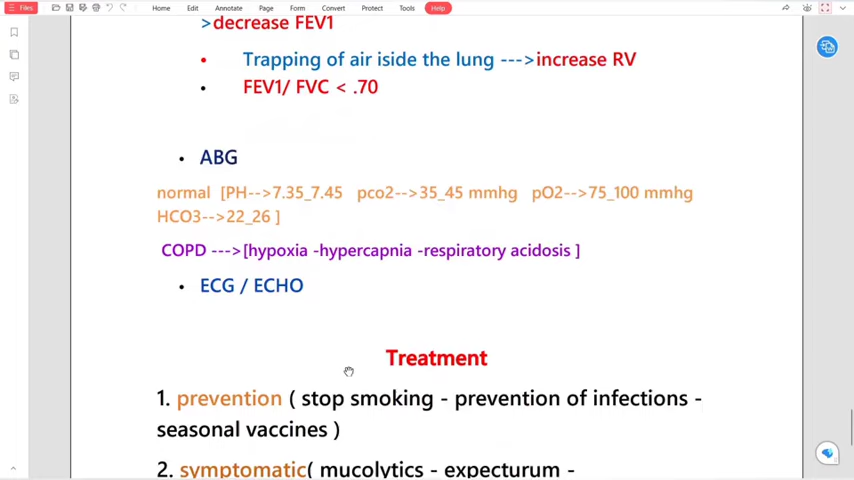 Files
Home
Annotate
Page
Form
Convert
Protect
Tools
Help
>decrease FEV1
• Trapping of air iside the lung --->increase RV
• FEV1/ FVC < .70
• ABG
normal [PH-->7.35_7.45 pco2-->35_45 mmhg pO2-->75_100 mmhg
HCO3-->22_26 ]
COPD --->[hypoxia -hypercapnia -respiratory acidosis ]
• ECG / ECHO
Treatment
1. prevention ( stop smoking - prevention of infections -
seasonal vaccines )
2. symptomatic( mucolytics - expecturum -